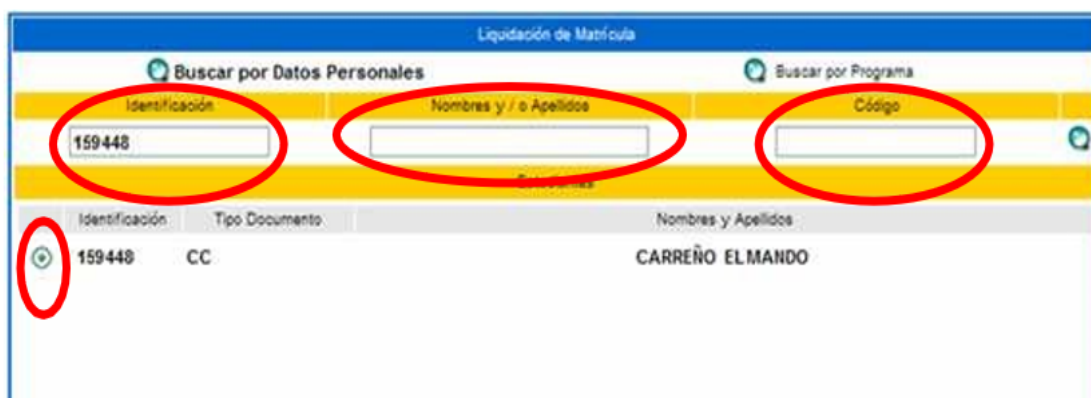 Liquidación de Matrícula
Buscar por Datos Personales Buscar por Programa
Identificación Nombres y / o Apellidos Código
159448
Identificación Tipo Documento Nombres y Apellidos
159448 CC CARREÑO ELMANDO